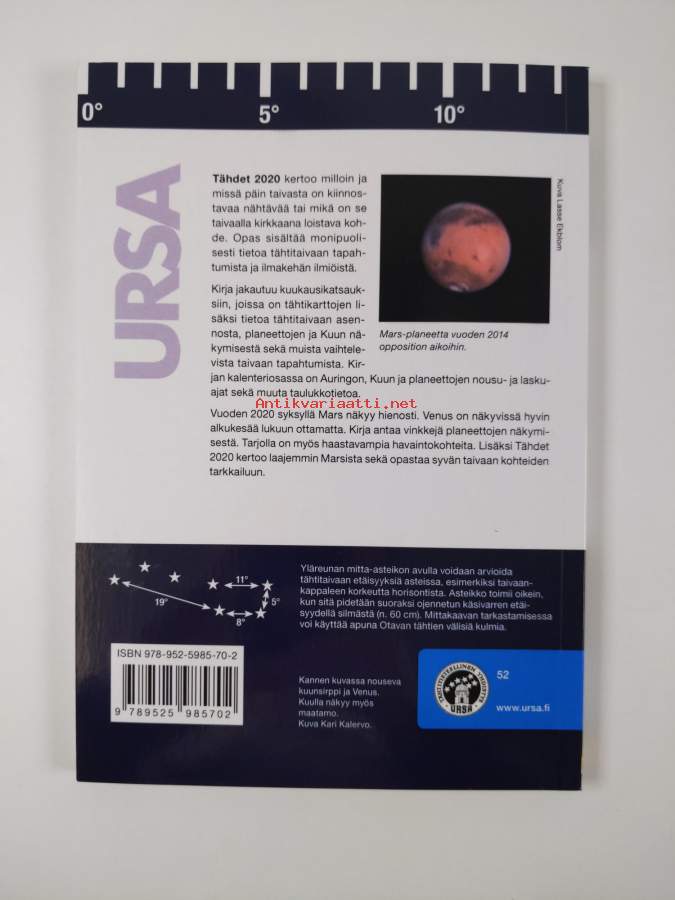 0° 5° 10°
URSA
Tähdet 2020 kertoo milloin ja
missä päin taivasta on kiinnos-
tavaa nähtävää tai mikä on se
taivaalla kirkkaana loistava koh-
de. Opas sisältää monipuoli-
sesti tietoa tähtitaivaan tapah-
tumista ja ilmakehän ilmiöistä.
Kirja jakautuu kuukausikatsauk-
siin, joissa on tähtikarttojen li-
säksi tietoa tähtitaivaan asen-
nosta, planeettojen ja Kuun nä-
kymisestä sekä muista vaihtele-
vista taivaan tapahtumista. Kir-
jan kalenteriosassa on Auringon, Kuun ja planeettojen nousu- ja lasku-
ajat sekä muuta taulukkotietoa.
Antikvariaatti.net
Vuoden 2020 syksyllä Mars näkyy hienosti. Venus on näkyvissä hyvin
alkukesää lukuun ottamatta. Kirja antaa vinkkejä planeettojen näkymi-
sestä. Tarjolla on myös haastavampia havaintokohteita. Lisäksi Tähdet
2020 kertoo laajemmin Marsista sekä opastaa syvän taivaan kohteiden
tarkkailuun.
Kuva Lasse Ekblom
Mars-planeetta vuoden 2014
opposition aikoihin.
11°
19°
5°
8°
Yläreunan mitta-asteikon avulla voidaan arvioida
tähtitaivaan etäisyyksiä asteissa, esimerkiksi taivaan-
kappaleen korkeutta horisontista. Asteikko toimii oikein,
kun sitä pidetään suoraksi ojennetun käsivarren etäi-
syydellä silmästä (n. 60 cm). Mittakaavan tarkastamisessa
voi käyttää apuna Otavan tähtien välisiä kulmia.
ISBN 978-952-5985-70-2
9 789525 985702
Kannen kuvassa nouseva
kuunsirppi ja Venus.
Kuulla näkyy myös
maatamo.
Kuva Kari Kalervo.
TÄHTITIETEELLINEN YHDISTYS
URSA
52
www.ursa.fi